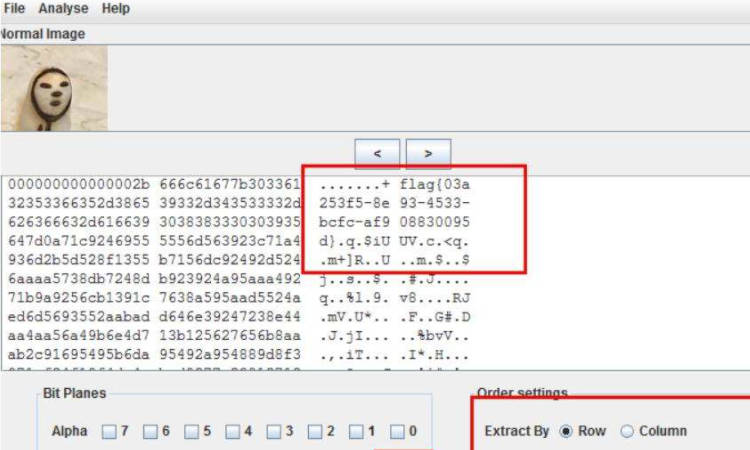 File Analyse Help
Normal Image
< >
000000000000002b 666c61677b303361 .......+ flag{03a
32353366352d3865 39332d343533332d 253f5-8e 93-4533-
626366632d616639 3038383330303935 bcfc-af9 08830095
647d0a71c9246955 5556d563923c71a4 d}.q.$iU UV.c.<q.
936d2b5d528f1355 b7156dc92492d524 .m+]R..U ..m.$..$
6aaaa5738db7248d b923924a95aaa492 j..s..$. .#.J....
71b9a9256cb1391c 7638a595aad5524a q..%l.9. v8....RJ
ed6d5693552aabad d646e39247238e44 .mV.U*.. .F..G#.D
aa4aa56a49b6e4d7 13b125627656b8aa .J.jI... ..%bvV..
ab2c91695495b6da 95492a954889d8f3 .,.iT... .I*.H...
Bit Planes
Order settings
Alpha 7 6 5 4 3 2 1 0
Extract By Row Column